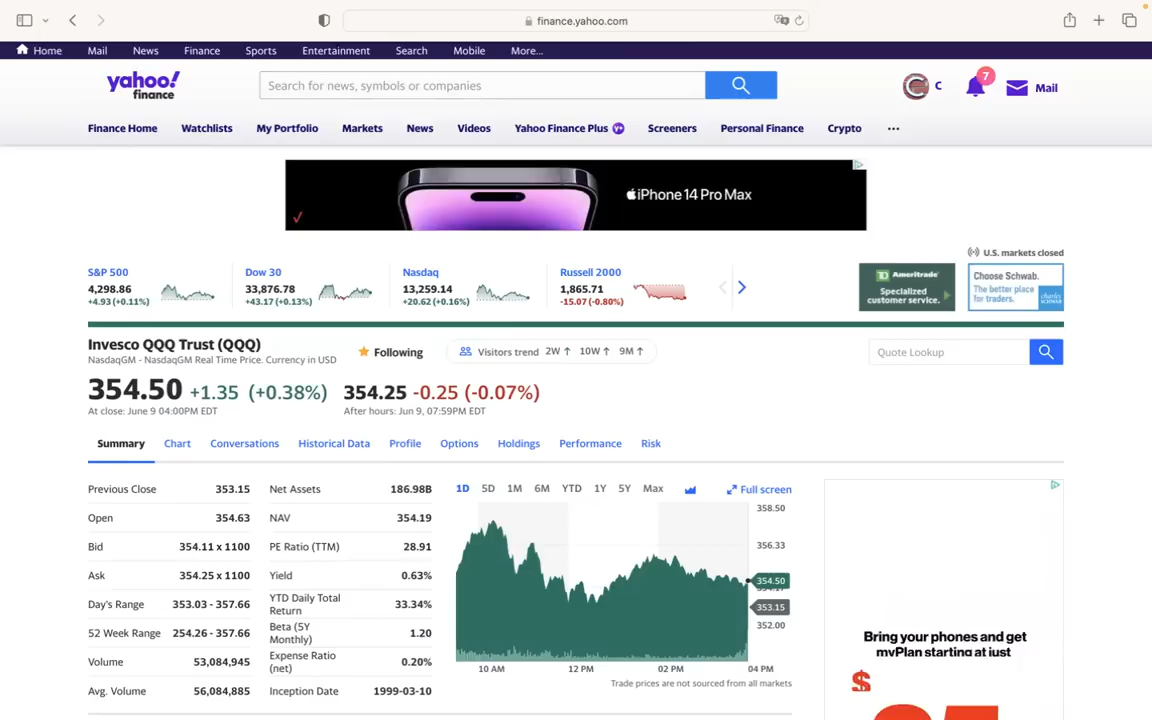 finance.yahoo.com
Home Mail News Finance Sports Entertainment Search Mobile More...
yahoo!
finance
Search for news, symbols or companies
C
7
Mail
Finance Home Watchlists My Portfolio Markets News Videos Yahoo Finance Plus Y+ Screeners Personal Finance Crypto ...
iPhone 14 Pro Max
U.S. markets closed
S&P 500
4,298.86
+4.93 (+0.11%)
Dow 30
33,876.78
+43.17 (+0.13%)
Nasdaq
13,259.14
+20.62 (+0.16%)
Russell 2000
1,865.71
-15.07 (-0.80%)
TD Ameritrade
Specialized
customer service.
Choose Schwab.
The better place
for traders.
charles
SCHWAB
Invesco QQQ Trust (QQQ)
NasdaqGM - NasdaqGM Real Time Price. Currency in USD
Following
Visitors trend 2W ↑ 10W ↑ 9M ↑
Quote Lookup
354.50 +1.35 (+0.38%)
At close: June 9 04:00PM EDT
354.25 -0.25 (-0.07%)
After hours: Jun 9, 07:59PM EDT
Summary Chart Conversations Historical Data Profile Options Holdings Performance Risk
Previous Close 353.15
Open 354.63
Bid 354.11 x 1100
Ask 354.25 x 1100
Day's Range 353.03 - 357.66
52 Week Range 254.26 - 357.66
Volume 53,084,945
Avg. Volume 56,084,885
Net Assets 186.98B
NAV 354.19
PE Ratio (TTM) 28.91
Yield 0.63%
YTD Daily Total
Return 33.34%
Beta (5Y
Monthly) 1.20
Expense Ratio
(net) 0.20%
Inception Date 1999-03-10
1D 5D 1M 6M YTD 1Y 5Y Max Full screen
358.50
356.33
354.50
353.15
352.00
10 AM 12 PM 02 PM 04 PM
Trade prices are not sourced from all markets
Bring your phones and get
myPlan starting at just
$